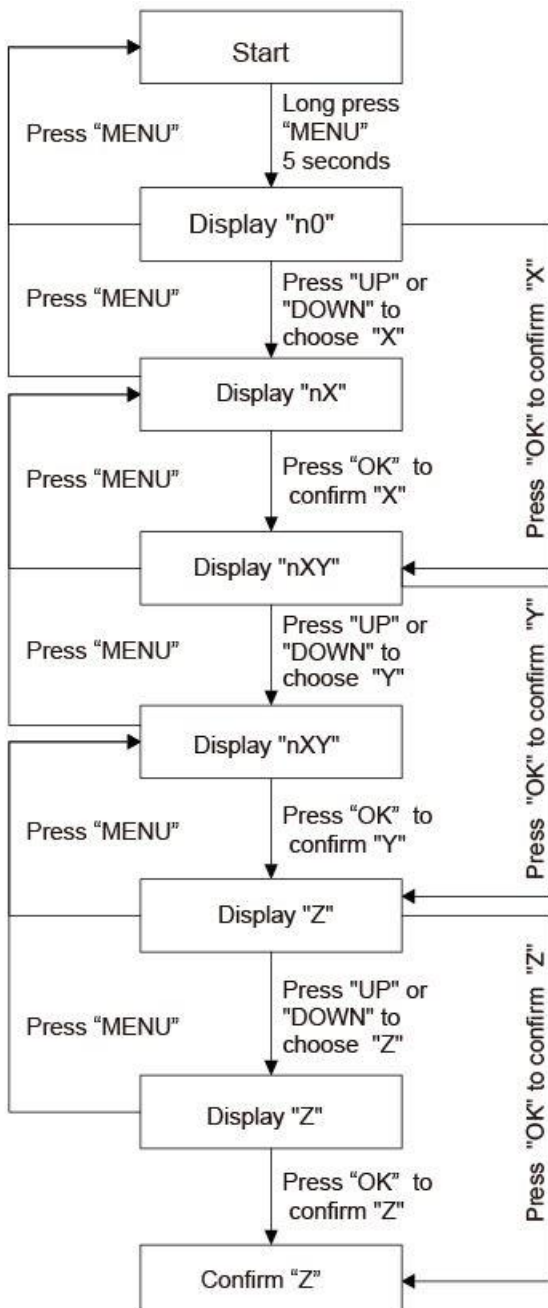 Start
Long press
“MENU”
5 seconds
Press “MENU”
Display "n0"
Press "UP" or
"DOWN" to
choose "X"
Press “MENU”
Press "OK" to confirm "X"
Display "nX"
Press “OK” to
confirm "X"
Press “MENU”
Display "nXY"
Press "UP" or
"DOWN" to
choose "Y"
Press “MENU”
Press "OK" to confirm "Y"
Display "nXY"
Press “OK” to
confirm "Y"
Press “MENU”
Display "Z"
Press "UP" or
"DOWN" to
choose "Z"
Press “MENU”
Press "OK" to confirm "Z"
Display "Z"
Press “OK” to
confirm "Z"
Confirm “Z”